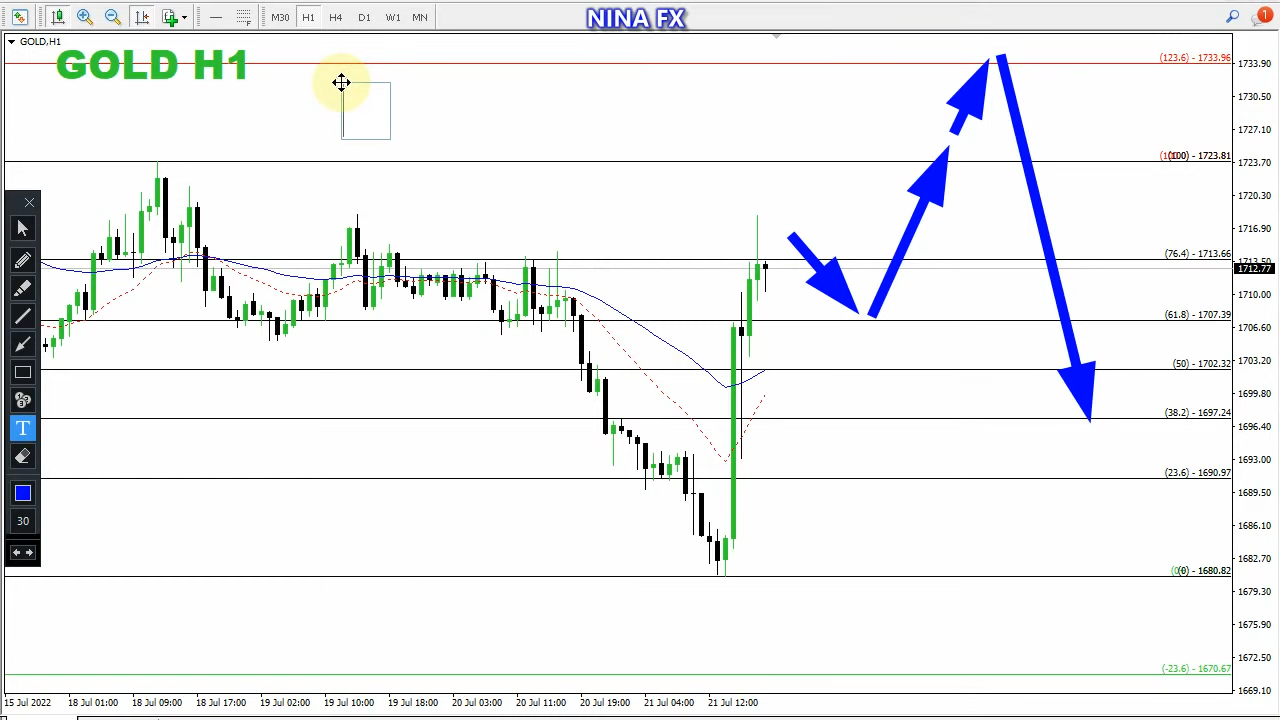 M30 H1 H4 D1 W1 MN
NINA FX
1
GOLD,H1
GOLD H1
(123.6) - 1733.96
1733.90
1730.50
1727.10
(100) - 1723.81
1723.70
1720.30
1716.90
(76.4) - 1713.66
1713.50
1712.77
1710.00
(61.8) - 1707.39
1706.60
1703.20
(50) - 1702.32
1699.80
(38.2) - 1697.24
1696.40
1693.00
(23.6) - 1690.97
1689.50
1686.10
1682.70
(0) - 1680.82
1679.30
1675.90
1672.50
(-23.6) - 1670.67
1669.10
T
30
15 Jul 2022 18 Jul 01:00 18 Jul 09:00 18 Jul 17:00 19 Jul 02:00 19 Jul 10:00 19 Jul 18:00 20 Jul 03:00 20 Jul 11:00 20 Jul 19:00 21 Jul 04:00 21 Jul 12:00